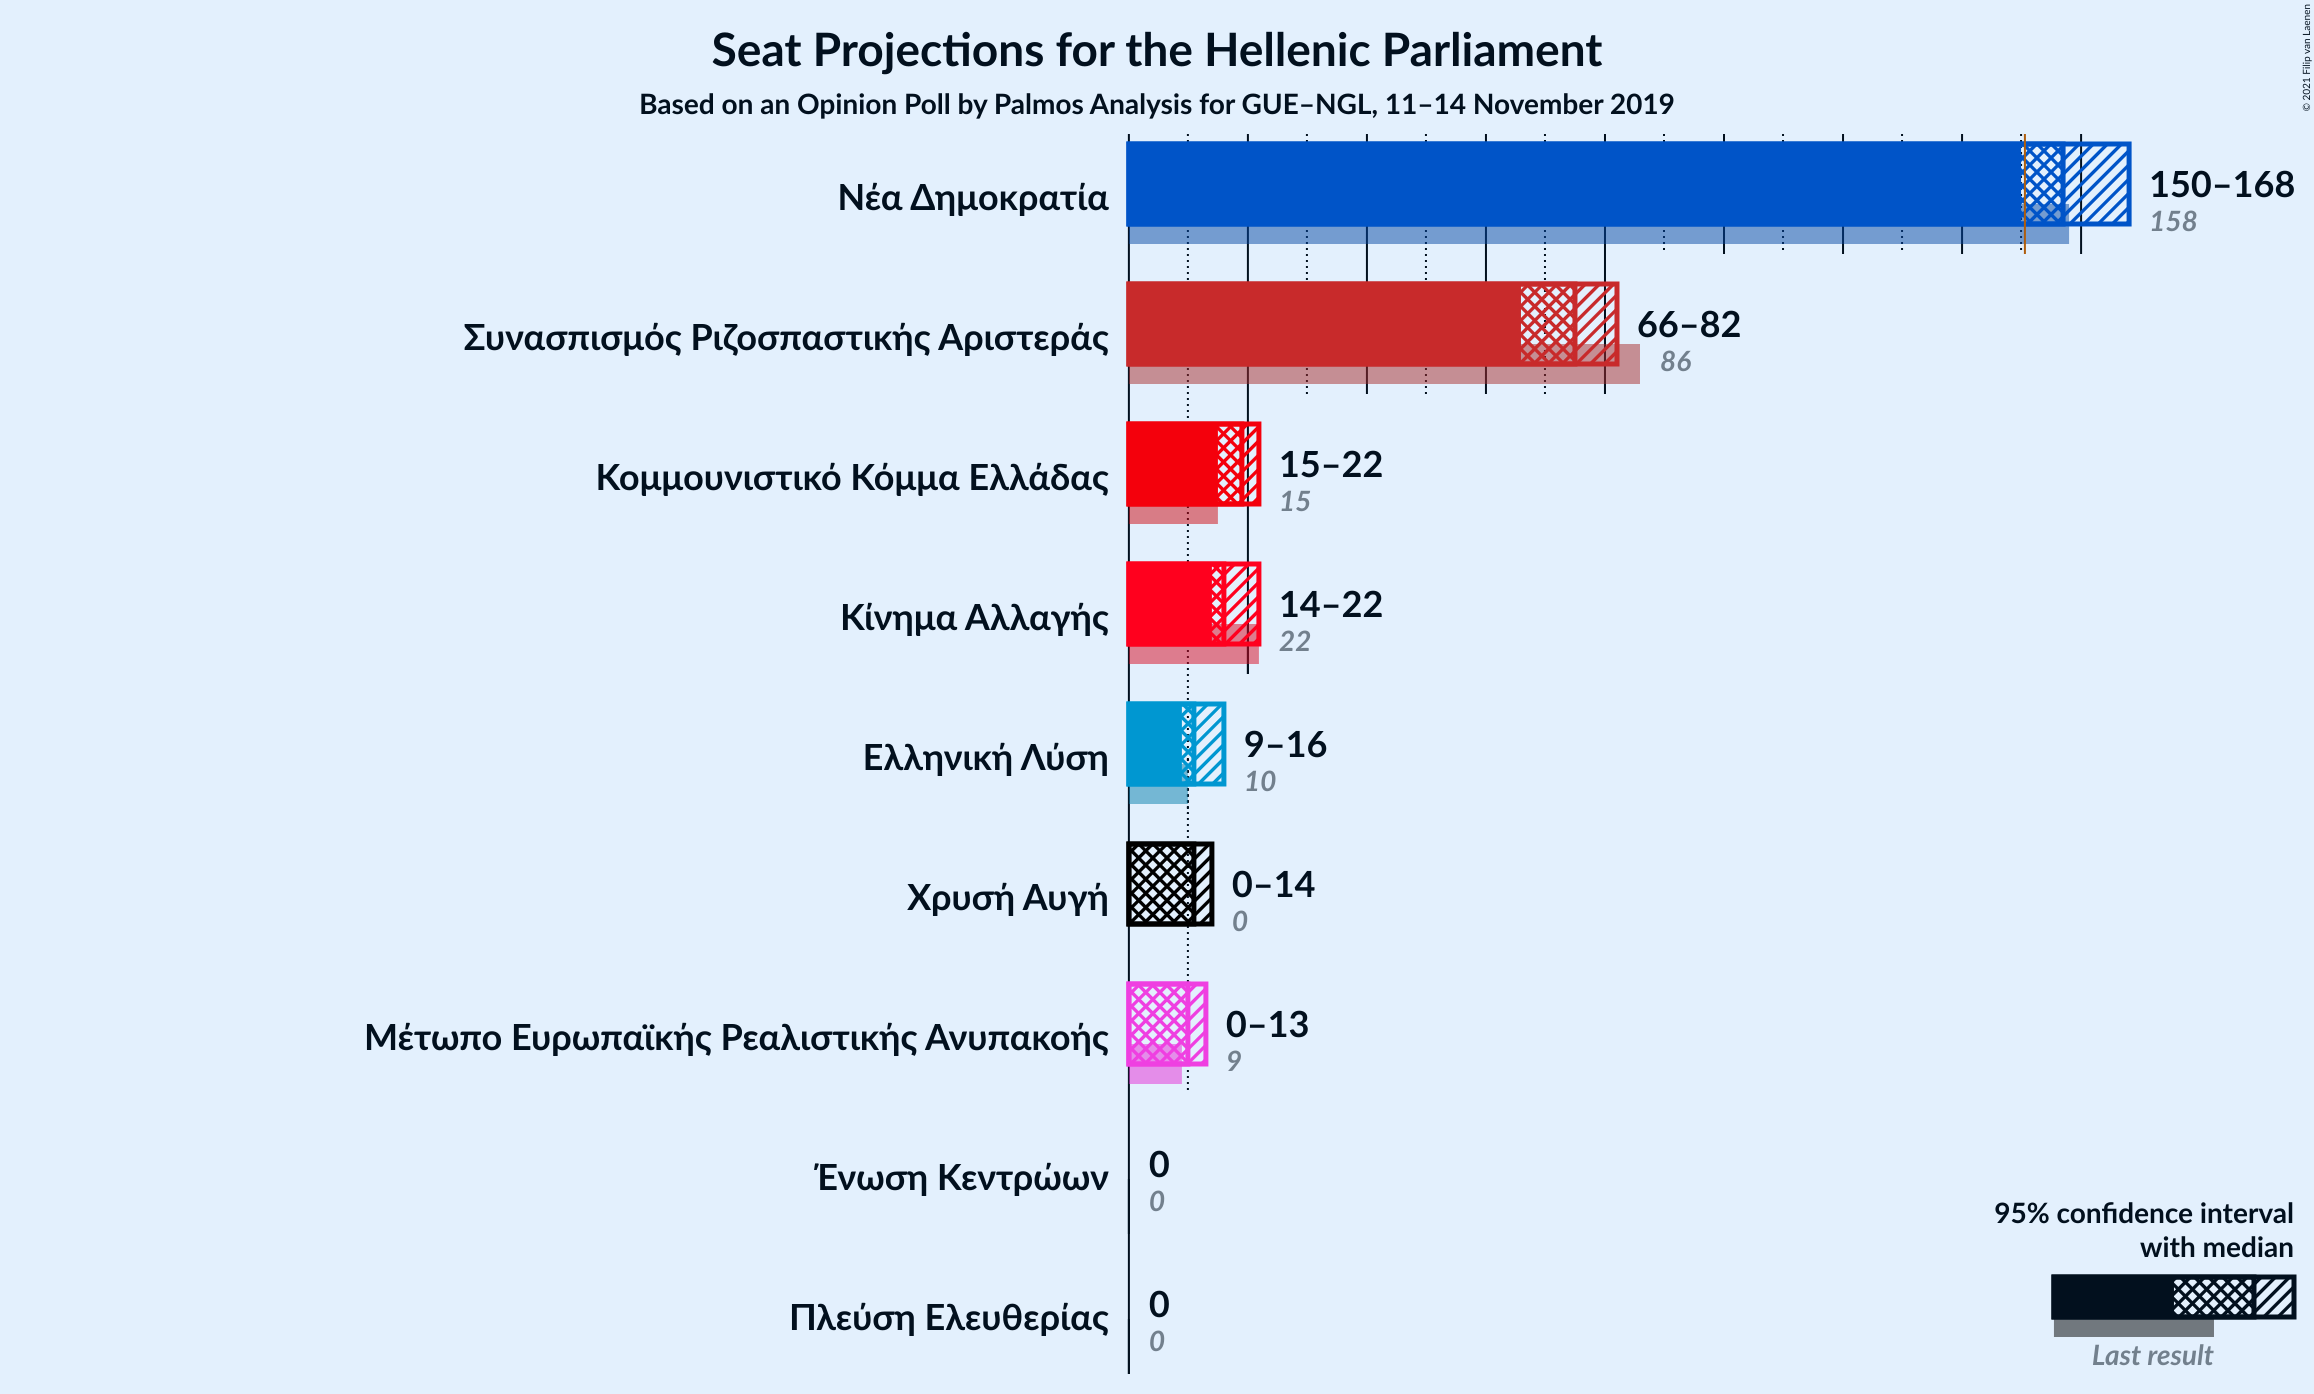 Seat Projections for the Hellenic Parliament
Based on an Opinion Poll by Palmos Analysis for GUE–NGL, 11–14 November 2019
© 2021 Filip van Laenen
Νέα Δημοκρατία
150–168
158
Συνασπισμός Ριζοσπαστικής Αριστεράς
66–82
86
Κομμουνιστικό Κόμμα Ελλάδας
15–22
15
Κίνημα Αλλαγής
14–22
22
Ελληνική Λύση
9–16
10
Χρυσή Αυγή
0–14
0
Μέτωπο Ευρωπαϊκής Ρεαλιστικής Ανυπακοής
0–13
9
Ένωση Κεντρώων
0
0
Πλεύση Ελευθερίας
0
0
95% confidence interval
with median
Last result